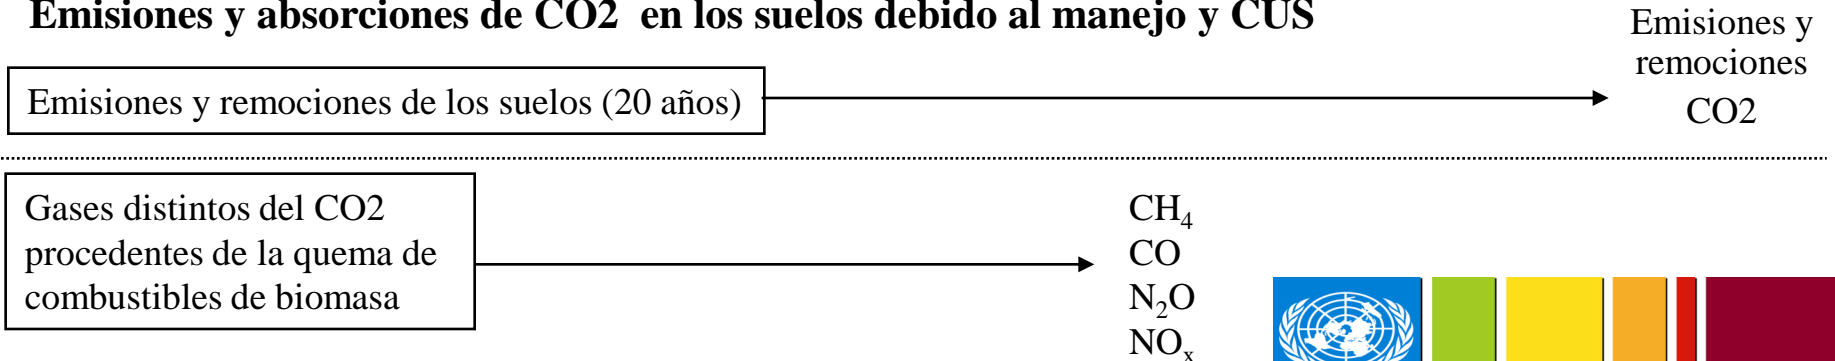 Emisiones y absorciones de CO2 en los suelos debido al manejo y CUS
Emisiones y
remociones
CO2
Emisiones y remociones de los suelos (20 años)
Gases distintos del CO2
procedentes de la quema de
combustibles de biomasa
CH₄
CO
N₂O
NOₓ